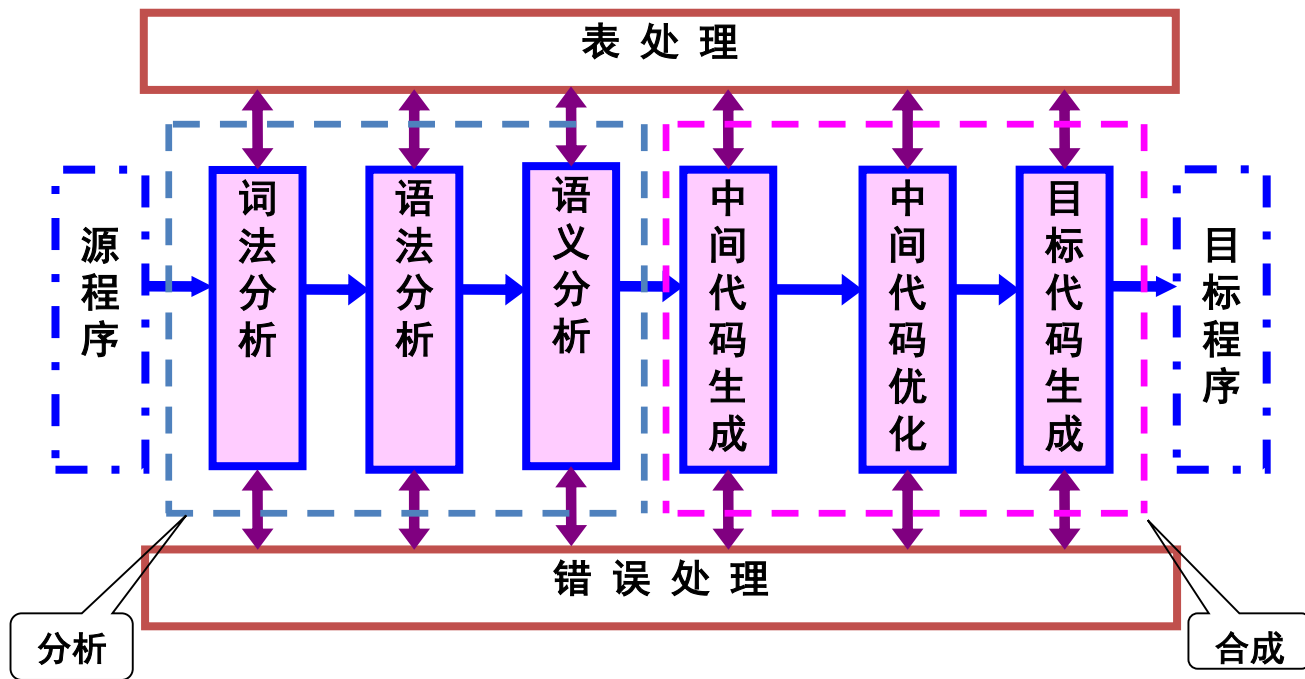 表处理
源程序
词法分析
语法分析
语义分析
中间代码生成
中间代码优化
目标代码生成
目标程序
错误处理
分析
合成